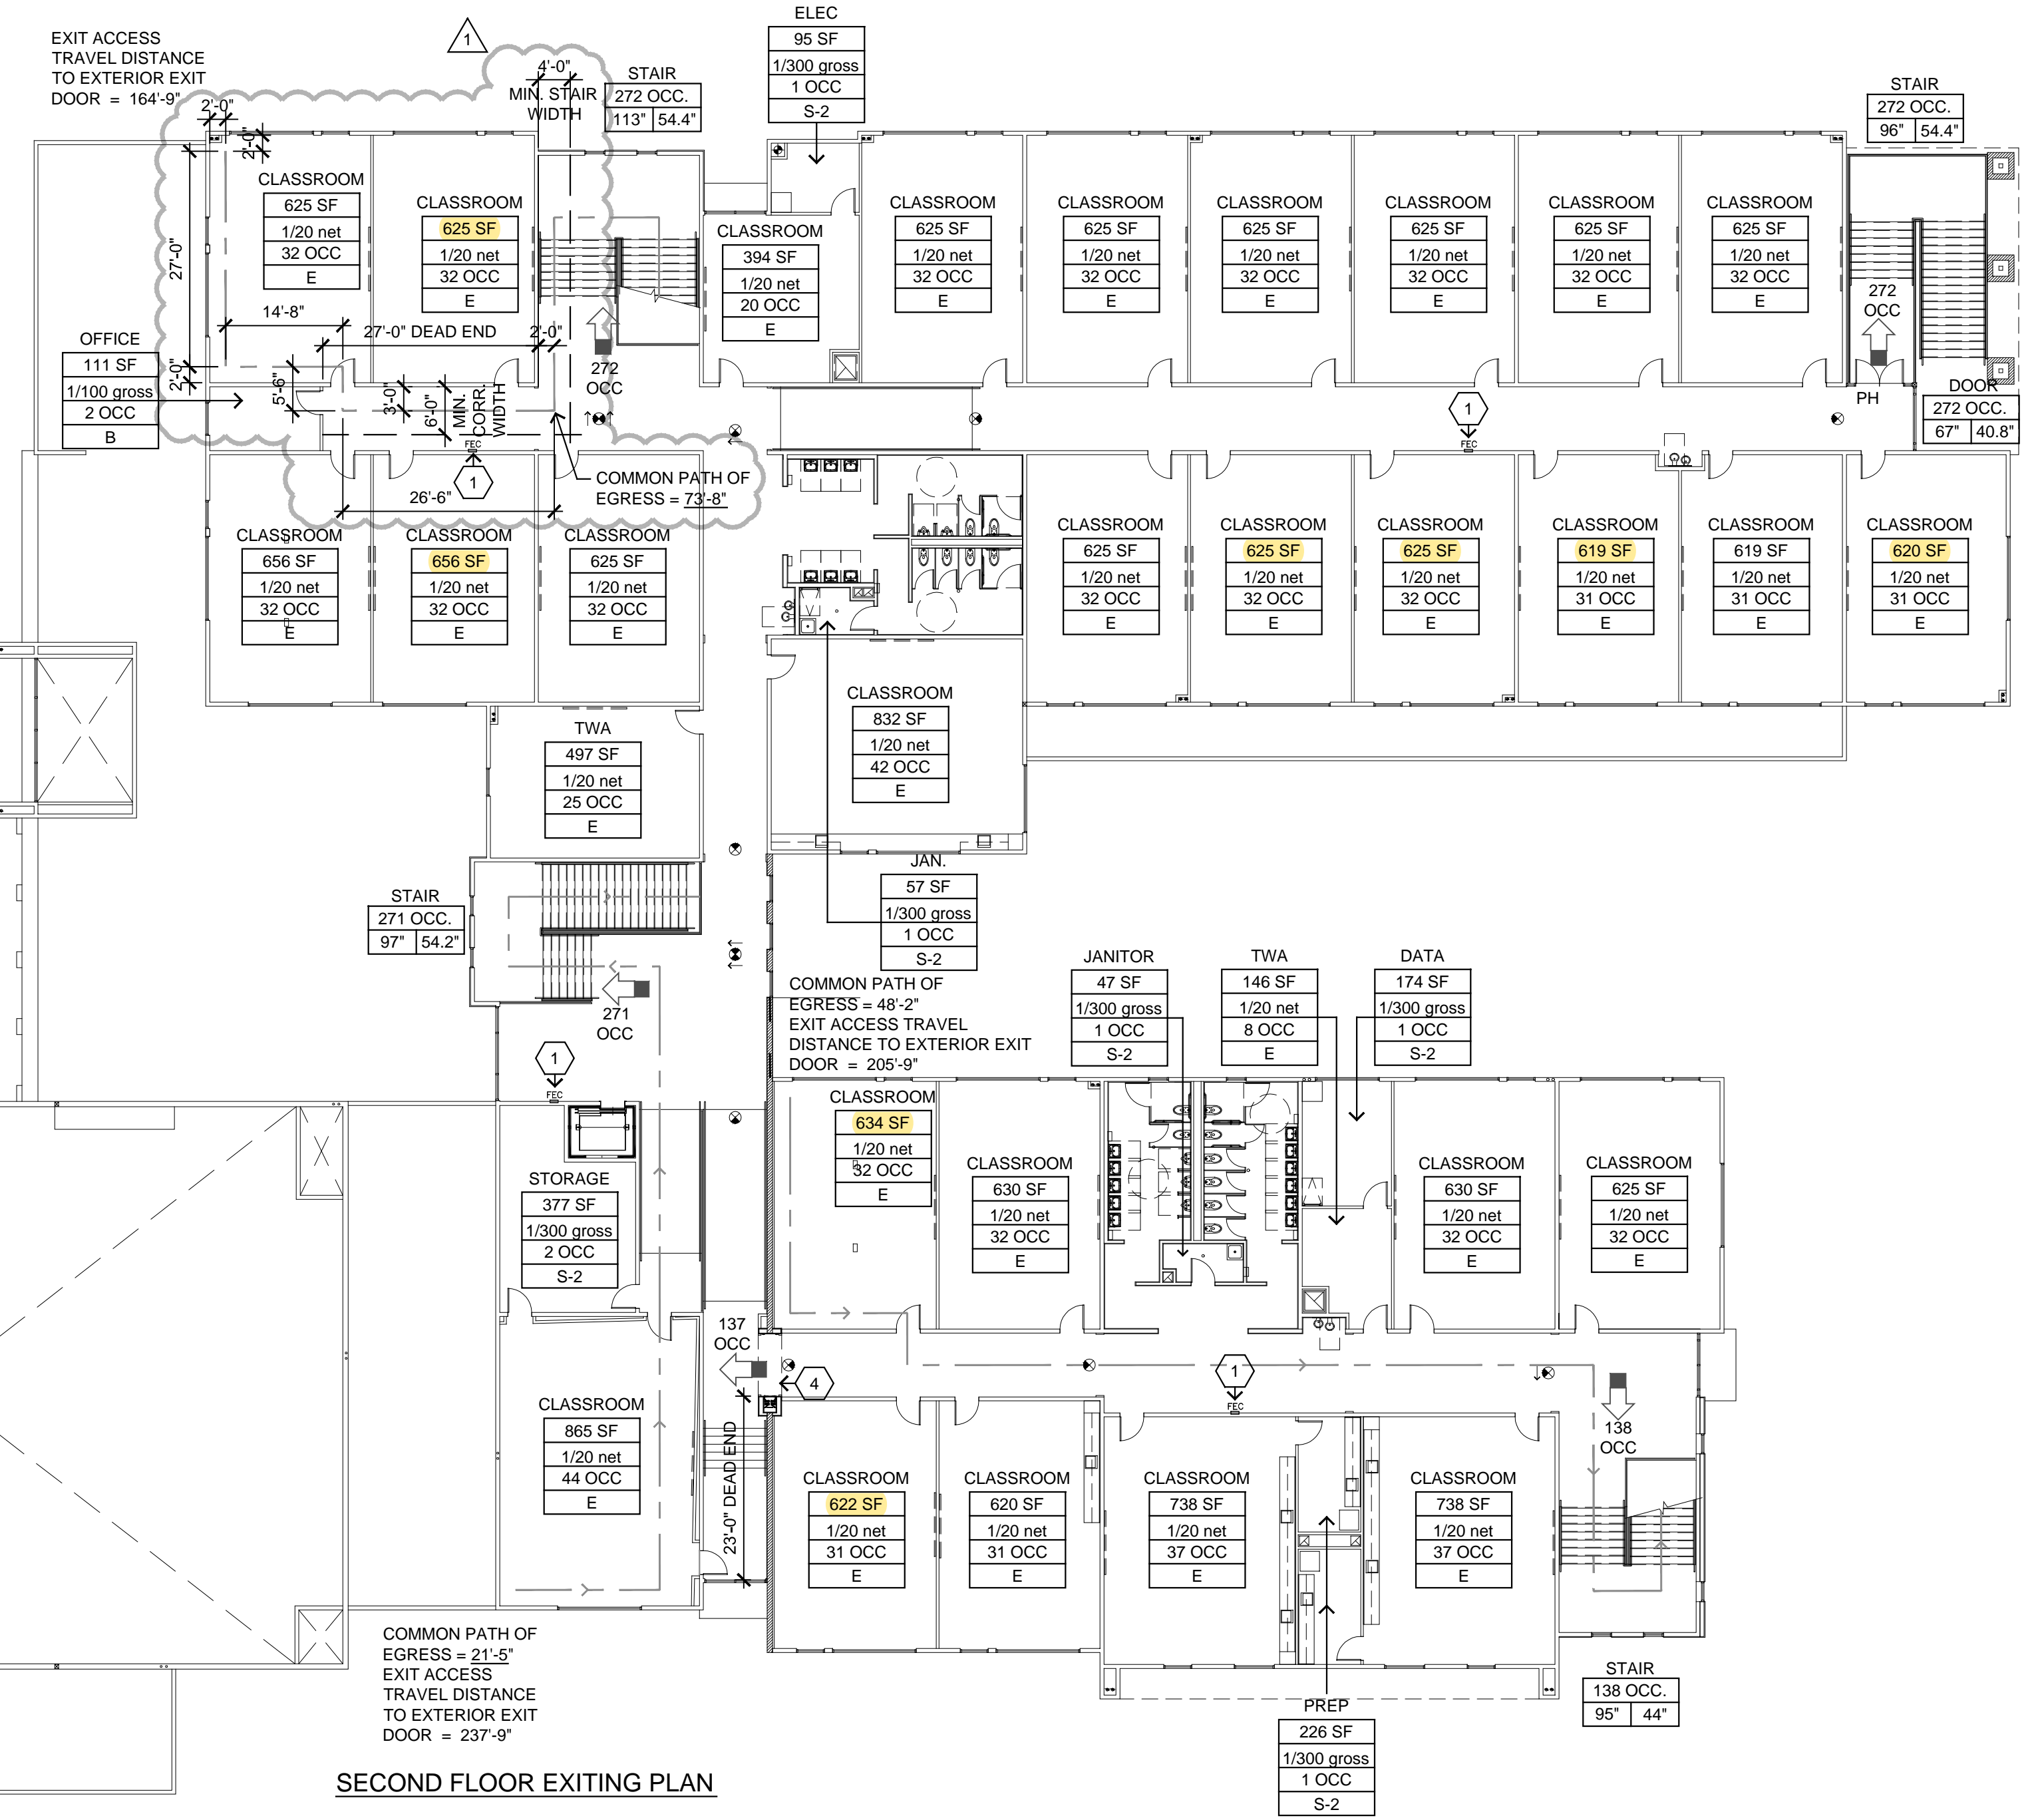 EXIT ACCESS
TRAVEL DISTANCE
TO EXTERIOR EXIT
DOOR = 164'-9"
1
4'-0"
MIN. STAIR
WIDTH
STAIR
272 OCC.
113" 54.4"
ELEC
95 SF
1/300 gross
1 OCC
S-2
STAIR
272 OCC.
96" 54.4"
2'-0"
2'-0"
27'-0"
2'-0"
14'-8"
CLASSROOM
625 SF
1/20 net
32 OCC
E
CLASSROOM
625 SF
1/20 net
32 OCC
E
CLASSROOM
394 SF
1/20 net
20 OCC
E
CLASSROOM
625 SF
1/20 net
32 OCC
E
CLASSROOM
625 SF
1/20 net
32 OCC
E
CLASSROOM
625 SF
1/20 net
32 OCC
E
CLASSROOM
625 SF
1/20 net
32 OCC
E
CLASSROOM
625 SF
1/20 net
32 OCC
E
CLASSROOM
625 SF
1/20 net
32 OCC
E
272
OCC
PH
DOOR
272 OCC.
67" 40.8"
OFFICE
111 SF
1/100 gross
2 OCC
B
27'-0" DEAD END
2'-0"
272
OCC
5'-6"
3'-0"
6'-0"
MIN.
CORR.
WIDTH
FEC
1
26'-6"
COMMON PATH OF
EGRESS = 73'-8"
1
FEC
CLASSROOM
656 SF
1/20 net
32 OCC
E
CLASSROOM
656 SF
1/20 net
32 OCC
E
CLASSROOM
625 SF
1/20 net
32 OCC
E
CLASSROOM
625 SF
1/20 net
32 OCC
E
CLASSROOM
625 SF
1/20 net
32 OCC
E
CLASSROOM
625 SF
1/20 net
32 OCC
E
CLASSROOM
619 SF
1/20 net
31 OCC
E
CLASSROOM
619 SF
1/20 net
31 OCC
E
CLASSROOM
620 SF
1/20 net
31 OCC
E
TWA
497 SF
1/20 net
25 OCC
E
CLASSROOM
832 SF
1/20 net
42 OCC
E
JAN.
57 SF
1/300 gross
1 OCC
S-2
STAIR
271 OCC.
97" 54.2"
271
OCC
1
FEC
COMMON PATH OF
EGRESS = 48'-2"
EXIT ACCESS TRAVEL
DISTANCE TO EXTERIOR EXIT
DOOR = 205'-9"
JANITOR
47 SF
1/300 gross
1 OCC
S-2
TWA
146 SF
1/20 net
8 OCC
E
DATA
174 SF
1/300 gross
1 OCC
S-2
STORAGE
377 SF
1/300 gross
2 OCC
S-2
CLASSROOM
634 SF
1/20 net
32 OCC
E
CLASSROOM
630 SF
1/20 net
32 OCC
E
CLASSROOM
630 SF
1/20 net
32 OCC
E
CLASSROOM
625 SF
1/20 net
32 OCC
E
137
OCC
4
1
FEC
138
OCC
CLASSROOM
865 SF
1/20 net
44 OCC
E
23'-0" DEAD END
CLASSROOM
622 SF
1/20 net
31 OCC
E
CLASSROOM
620 SF
1/20 net
31 OCC
E
CLASSROOM
738 SF
1/20 net
37 OCC
E
CLASSROOM
738 SF
1/20 net
37 OCC
E
COMMON PATH OF
EGRESS = 21'-5"
EXIT ACCESS
TRAVEL DISTANCE
TO EXTERIOR EXIT
DOOR = 237'-9"
PREP
226 SF
1/300 gross
1 OCC
S-2
STAIR
138 OCC.
95" 44"
SECOND FLOOR EXITING PLAN